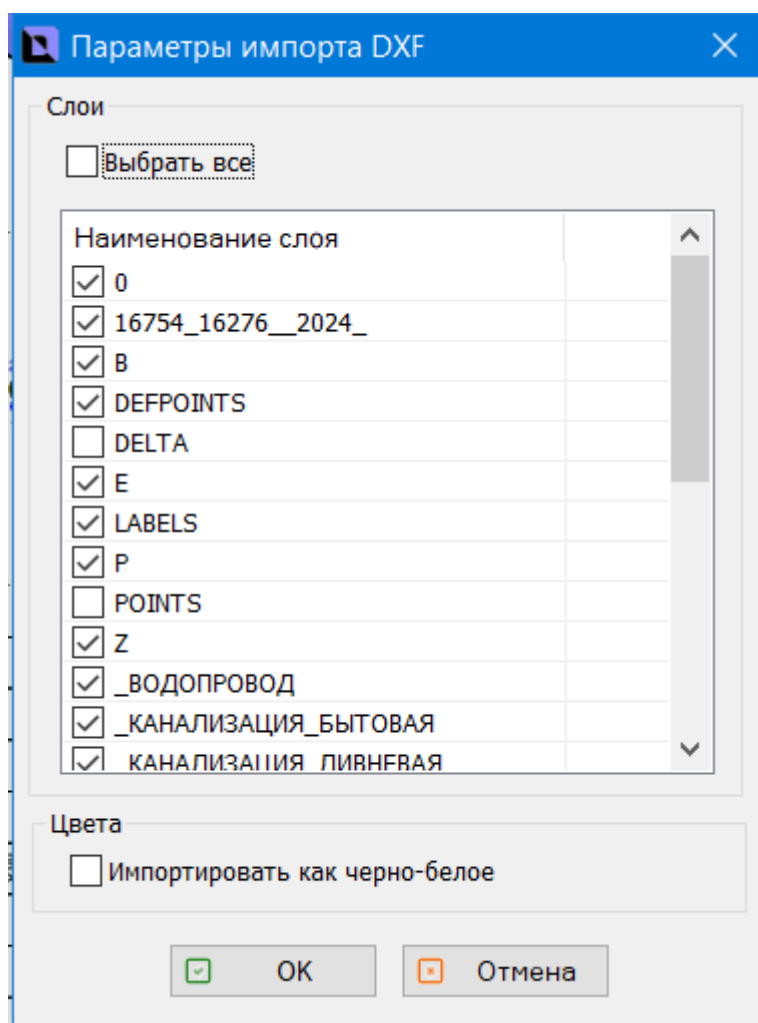 Параметры импорта DXF
Слои
Выбрать все
Наименование слоя
0
16754_16276__2024_
B
DEFPOINTS
DELTA
E
LABELS
P
POINTS
Z
_ВОДОПРОВОД
_КАНАЛИЗАЦИЯ_БЫТОВАЯ
_КАНАЛИЗАЦИЯ_ЛИВНЕВАЯ
Цвета
Импортировать как черно-белое
OK
Отмена